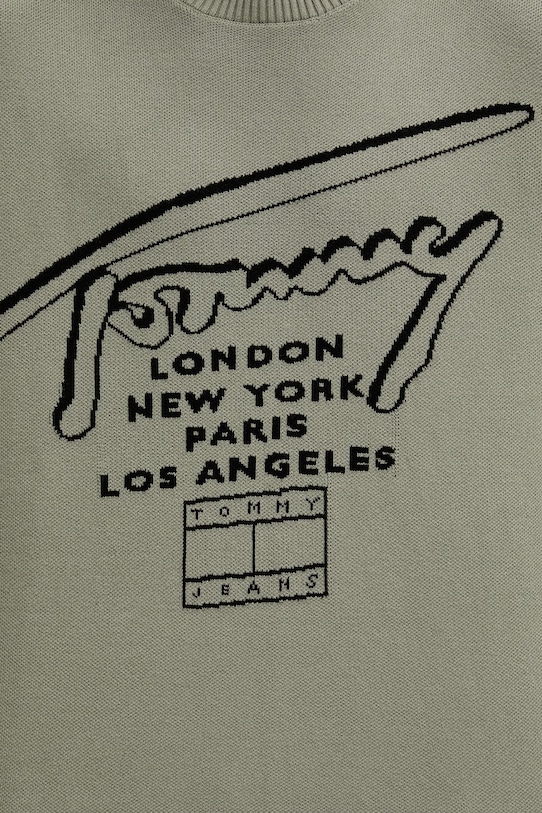 Tommy
LONDON
NEW YORK
PARIS
LOS ANGELES
TOMMY
JEANS